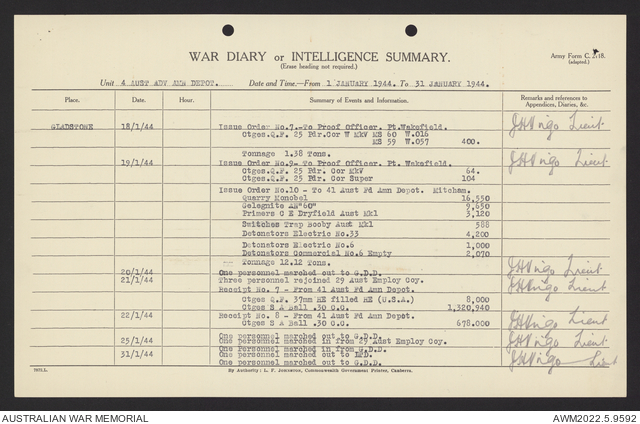 WAR DIARY or INTELLIGENCE SUMMARY.
(Erase heading not required.)
Army Form C. 2118.
(adapted.)
Unit 4 AUST ADV AMN DEPOT. Date and Time.—From 1 JANUARY 1944. To 31 JANUARY 1944.
Place. Date. Hour. Summary of Events and Information. Remarks and references to Appendices, Diaries, &c.
GLADSTONE 18/1/44 Issue Order No.7.-To Proof Officer. Pt.Wakefield.
Ctges.Q.F. 25 Pdr.Cor W MkV MS 60 W.016
MS 59 W.057 400.
Tonnage 1.38 Tons.
19/1/44 Issue Order No.9- To Proof Officer Pt. Wakefield.
Ctges.Q.F. 25 Pdr. Cor MkV 64.
Ctges.Q.F. 25 Pdr Cor Super 104
Issue Order No.10 - To 41 Aust Fd Amn Depot. Mitcham.
Quarry Monobel 16,550
Gelegnite AN"60" 9,650
Primers C E Dryfield Aust Mk1 3,120
Switches Trap Booby Aust Mk1 588
Detonators Electric No.33 4,200
Detonators Electric No.6 1,000
Detonators Commercial No.6 Empty 2,070
Tonnage 12.12 Tons.
20/1/44 One personnel marched out to G.D.D.
21/1/44 Three personnel rejoined 29 Aust Employ Coy.
Receipt No. 7 - From 41 Aust Fd Amn Depot.
Ctges Q.F. 37mm HE filled HE (U.S.A.) 8,000
Ctges S A Ball .30 C.O. 1,320,940
22/1/44 Receipt No. 8 - From 41 Aust Fd Amn Depot
Ctges S A Ball .30 C.O. 678,000
One personnel marched out to G.D.D.
25/1/44 One personnel marched in from 29 Aust Employ Coy.
One personnel marched in from G.D.D.
31/1/44 One personnel marched out to
One personnel marched out to G.D.D.
Lieut
Lieut
Lieut
Lieut
Lieut
Lieut
Lieut
By Authority: L. F. Johnston, Commonwealth Government Printer, Canberra.
AUSTRALIAN WAR MEMORIAL AWM2022.5.9592